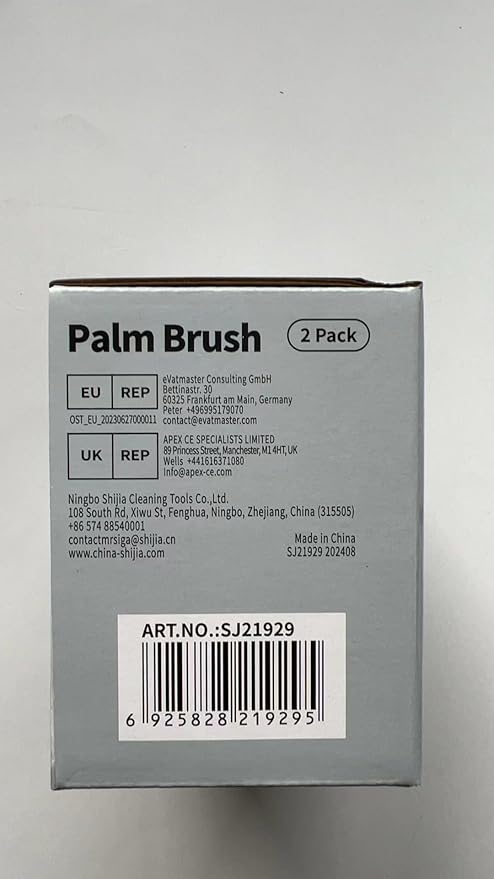 Palm Brush 2 Pack
EU REP
eVatmaster Consulting GmbH
Bettinastr. 30
60325 Frankfurt am Main, Germany
Peter +496995179070
OST_EU_20230627000011 contact@evatmaster.com
UK REP
APEX CE SPECIALISTS LIMITED
89 Princess Street, Manchester, M1 4HT, UK
Wells +441616371080
Info@apex-ce.com
Ningbo Shijia Cleaning Tools Co.,Ltd.
108 South Rd, Xiwu St, Fenghua, Ningbo, Zhejiang, China (315505)
+86 574 88540001
contactmrsiga@shijia.cn Made in China
www.china-shijia.com SJ21929 202408
ART.NO.:SJ21929
6 925828 219295